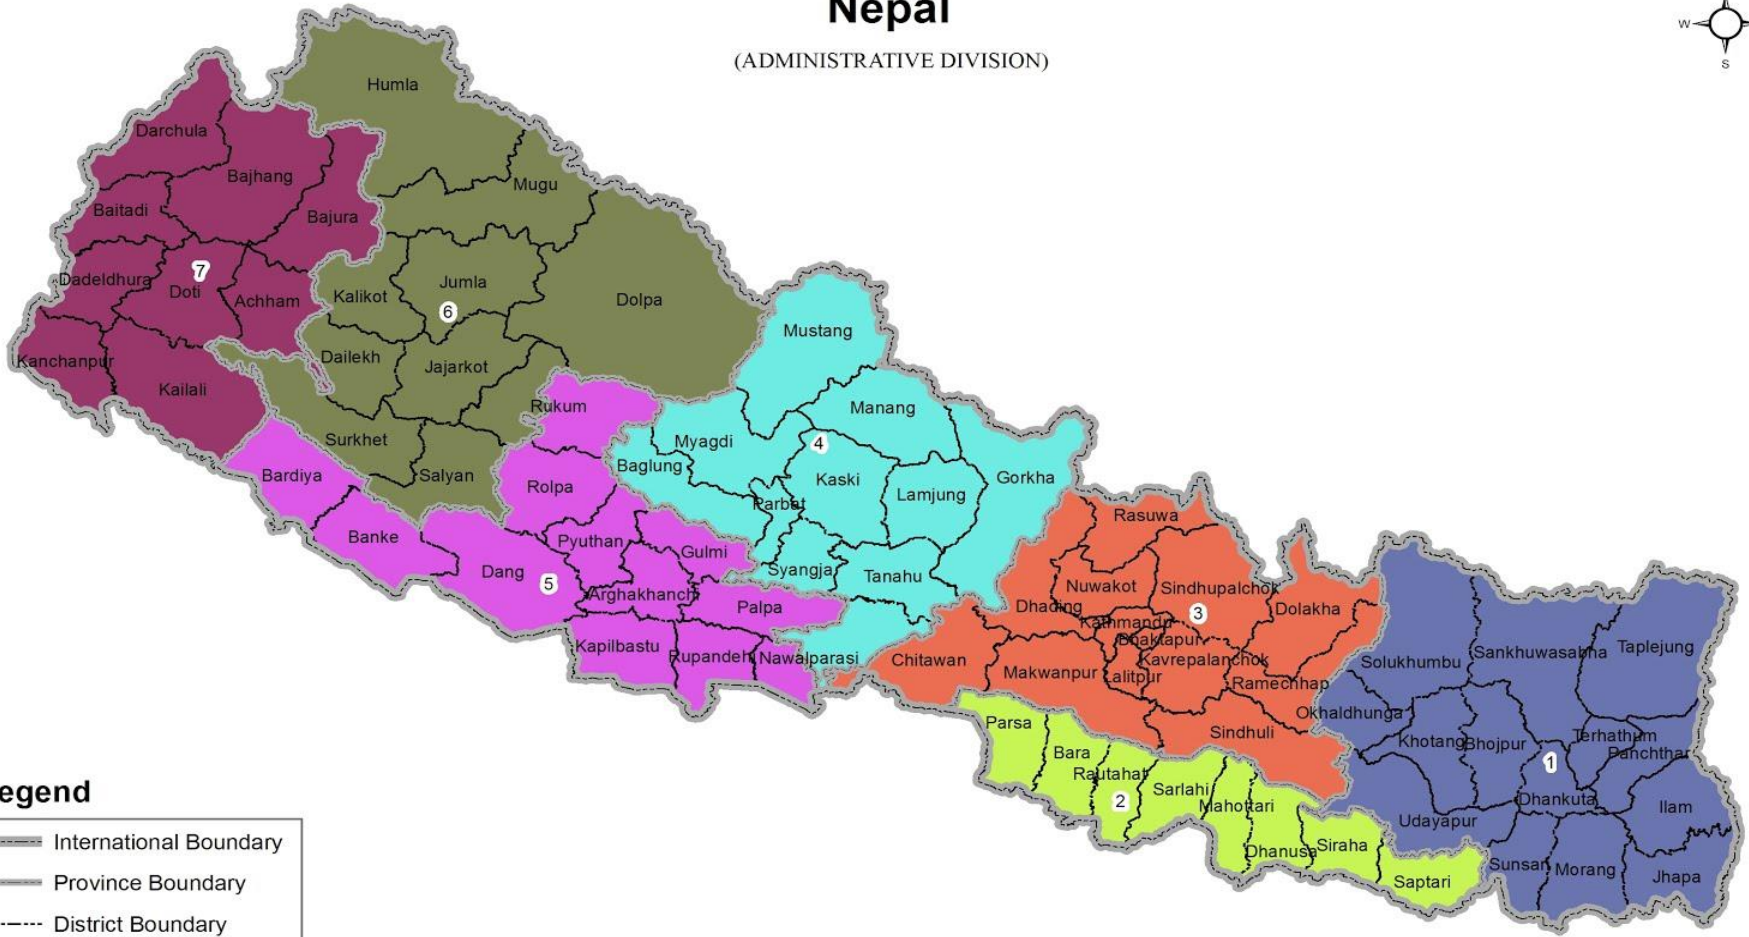 Nepal
(ADMINISTRATIVE DIVISION)
W
S
Humla
Darchula
Bajhang
Mugu
Baitadi
Bajura
Dadeldhura
7
Doti
Achham
Kalikot
Jumla
6
Dolpa
Mustang
Kanchanpur
Kailali
Dailekh
Jajarkot
Rukum
Manang
Surkhet
Myagdi
4
Bardiya
Salyan
Rolpa
Baglung
Kaski
Lamjung
Gorkha
Parbat
Rasuwa
Banke
Pyuthan
Gulmi
Dang
5
Syangja
Tanahu
Arghakhanchi
Palpa
Nuwakot
Sindhupalchok
Dhading
3
Dolakha
Kathmandu
Bhaktapur
Kapilbastu
Rupandehi
Nawalparasi
Chitawan
Makwanpur
Lalitpur
Kavrepalanchok
Ramechhap
Solukhumbu
Sankhuwasabha
Taplejung
Okhaldhunga
Parsa
Sindhuli
Khotang
Bhojpur
Terhathum
Panchthar
Bara
1
Rautahat
2
Sarlahi
Mahottari
Dhankuta
Ilam
Udayapur
Dhanusa
Siraha
Saptari
Sunsari
Morang
Jhapa
egend
International Boundary
Province Boundary
District Boundary